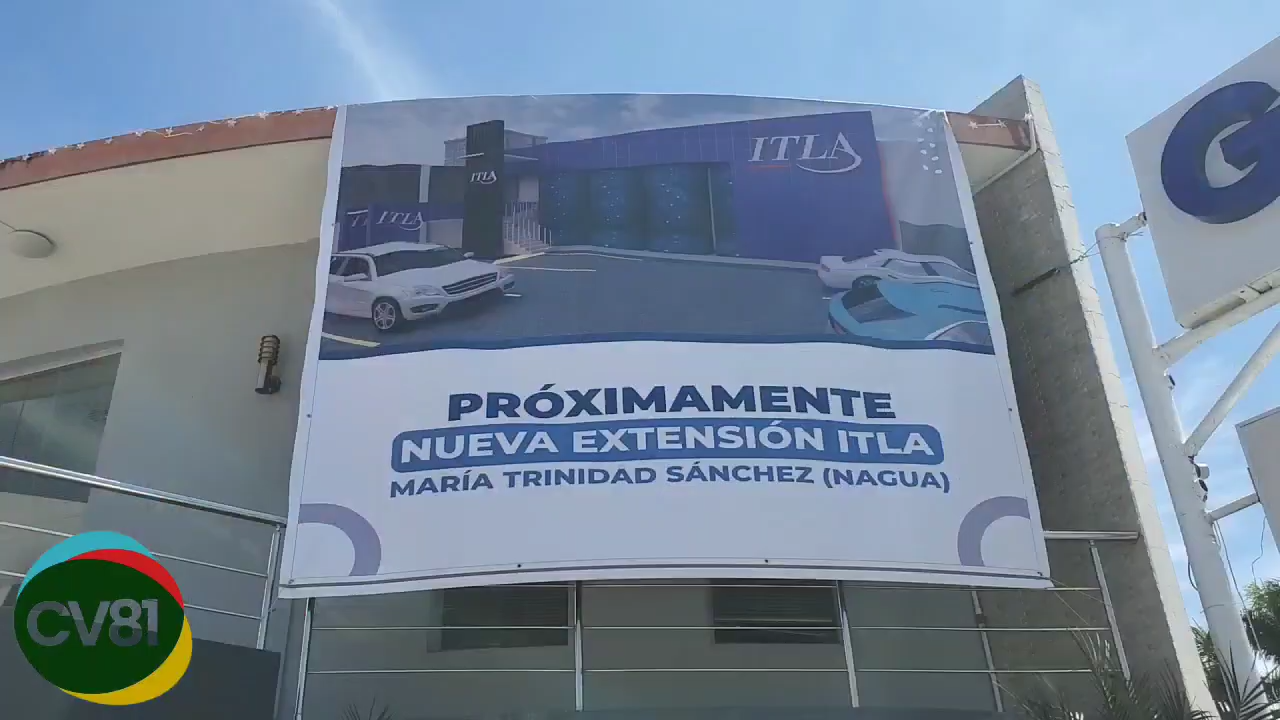 ITLA
ITLA
ITLA
PRÓXIMAMENTE
NUEVA EXTENSIÓN ITLA
MARÍA TRINIDAD SÁNCHEZ (NAGUA)
G
CV81